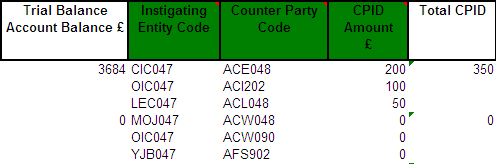 Trial Balance Account Balance £ Instigating Entity Code Counter Party Code CPID Amount £ Total CPID
3684 CIC047 ACE048 200 350
OIC047 ACI202 100
LEC047 ACL048 50
0 MOJ047 ACW048 0 0
OIC047 ACW090 0
YJB047 AFS902 0